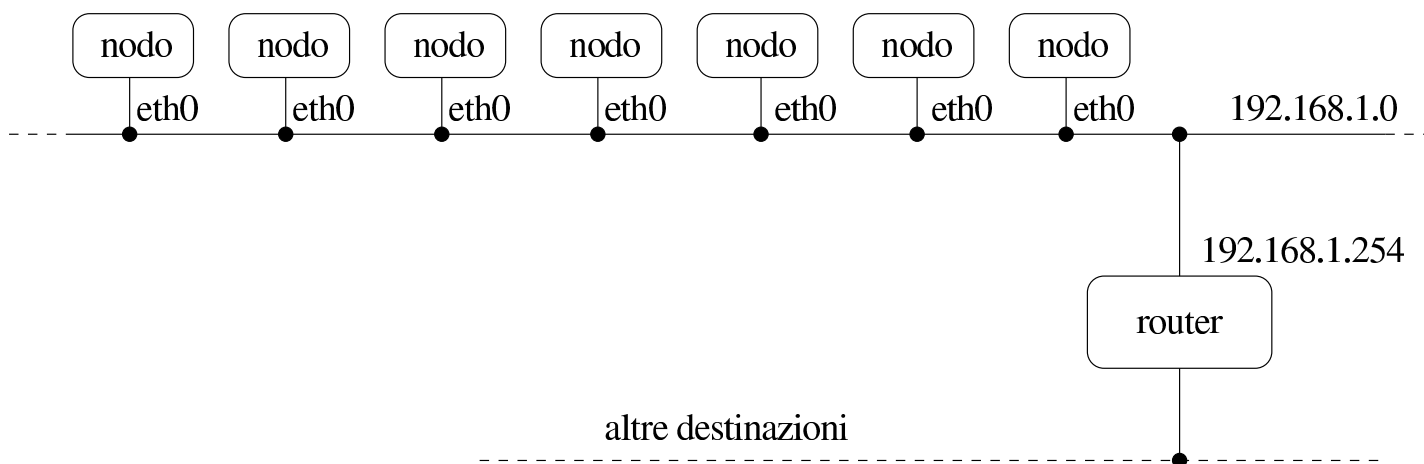 nodo nodo nodo nodo nodo nodo nodo
eth0 eth0 eth0 eth0 eth0 eth0 eth0 192.168.1.0
192.168.1.254
router
altre destinazioni